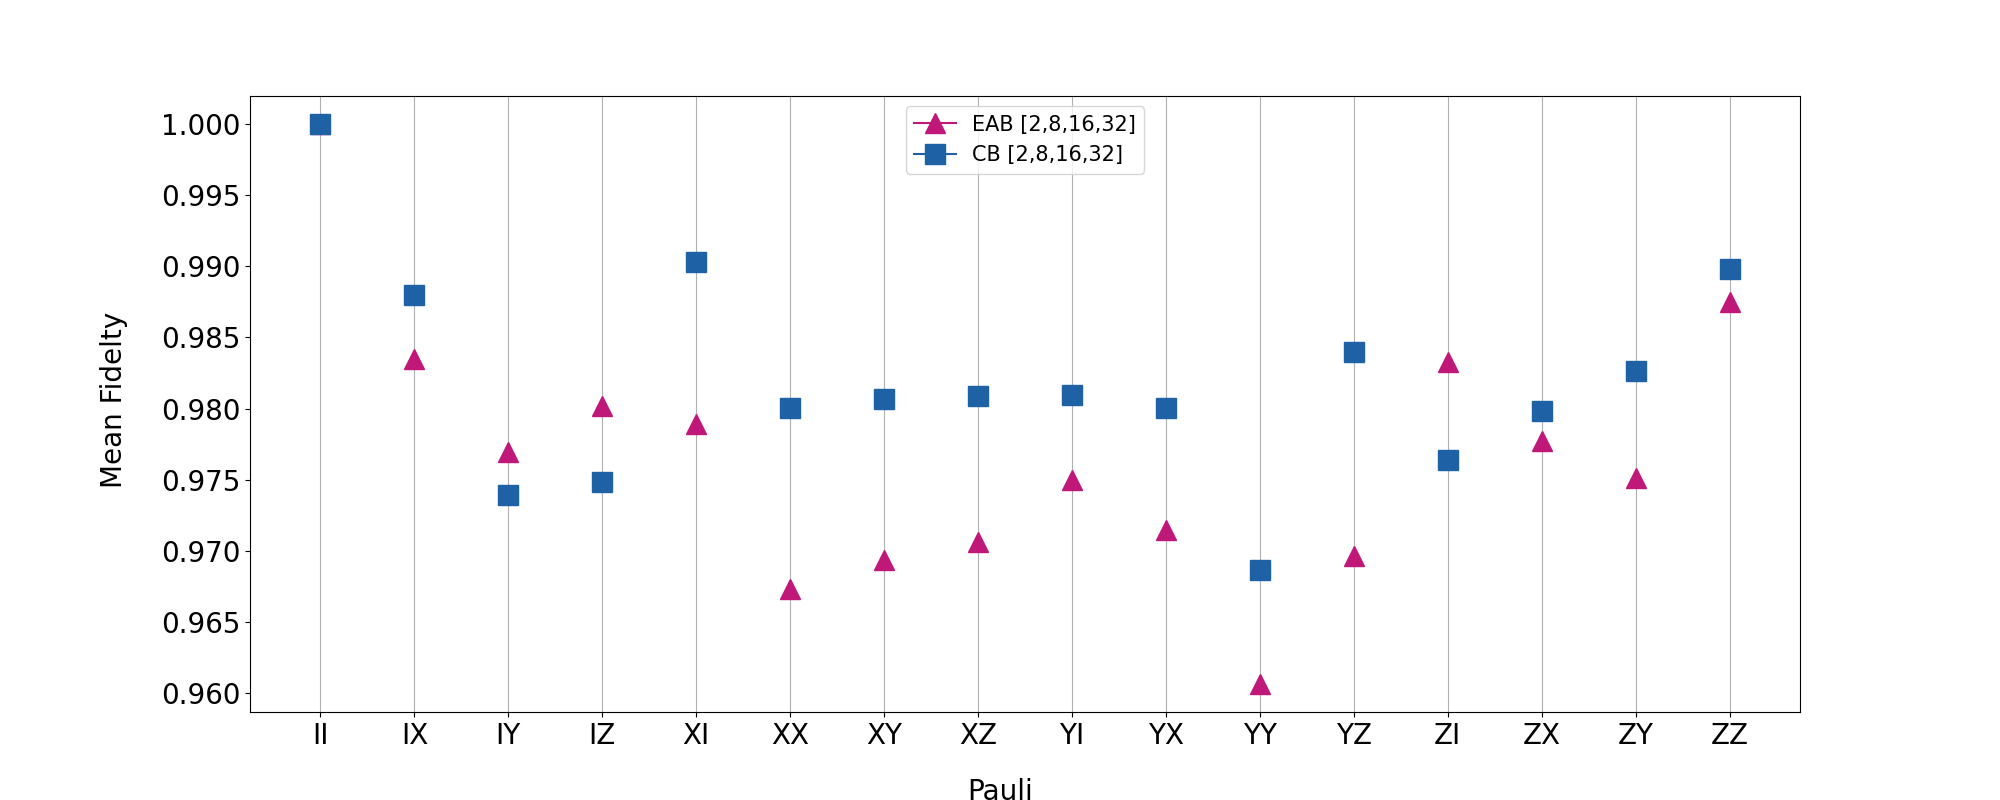 EAB [2,8,16,32]
CB [2,8,16,32]
1.000
0.995
0.990
0.985
0.980
0.975
0.970
0.965
0.960
Mean Fidelty
II IX IY IZ XI XX XY XZ YI YX YY YZ ZI ZX ZY ZZ
Pauli